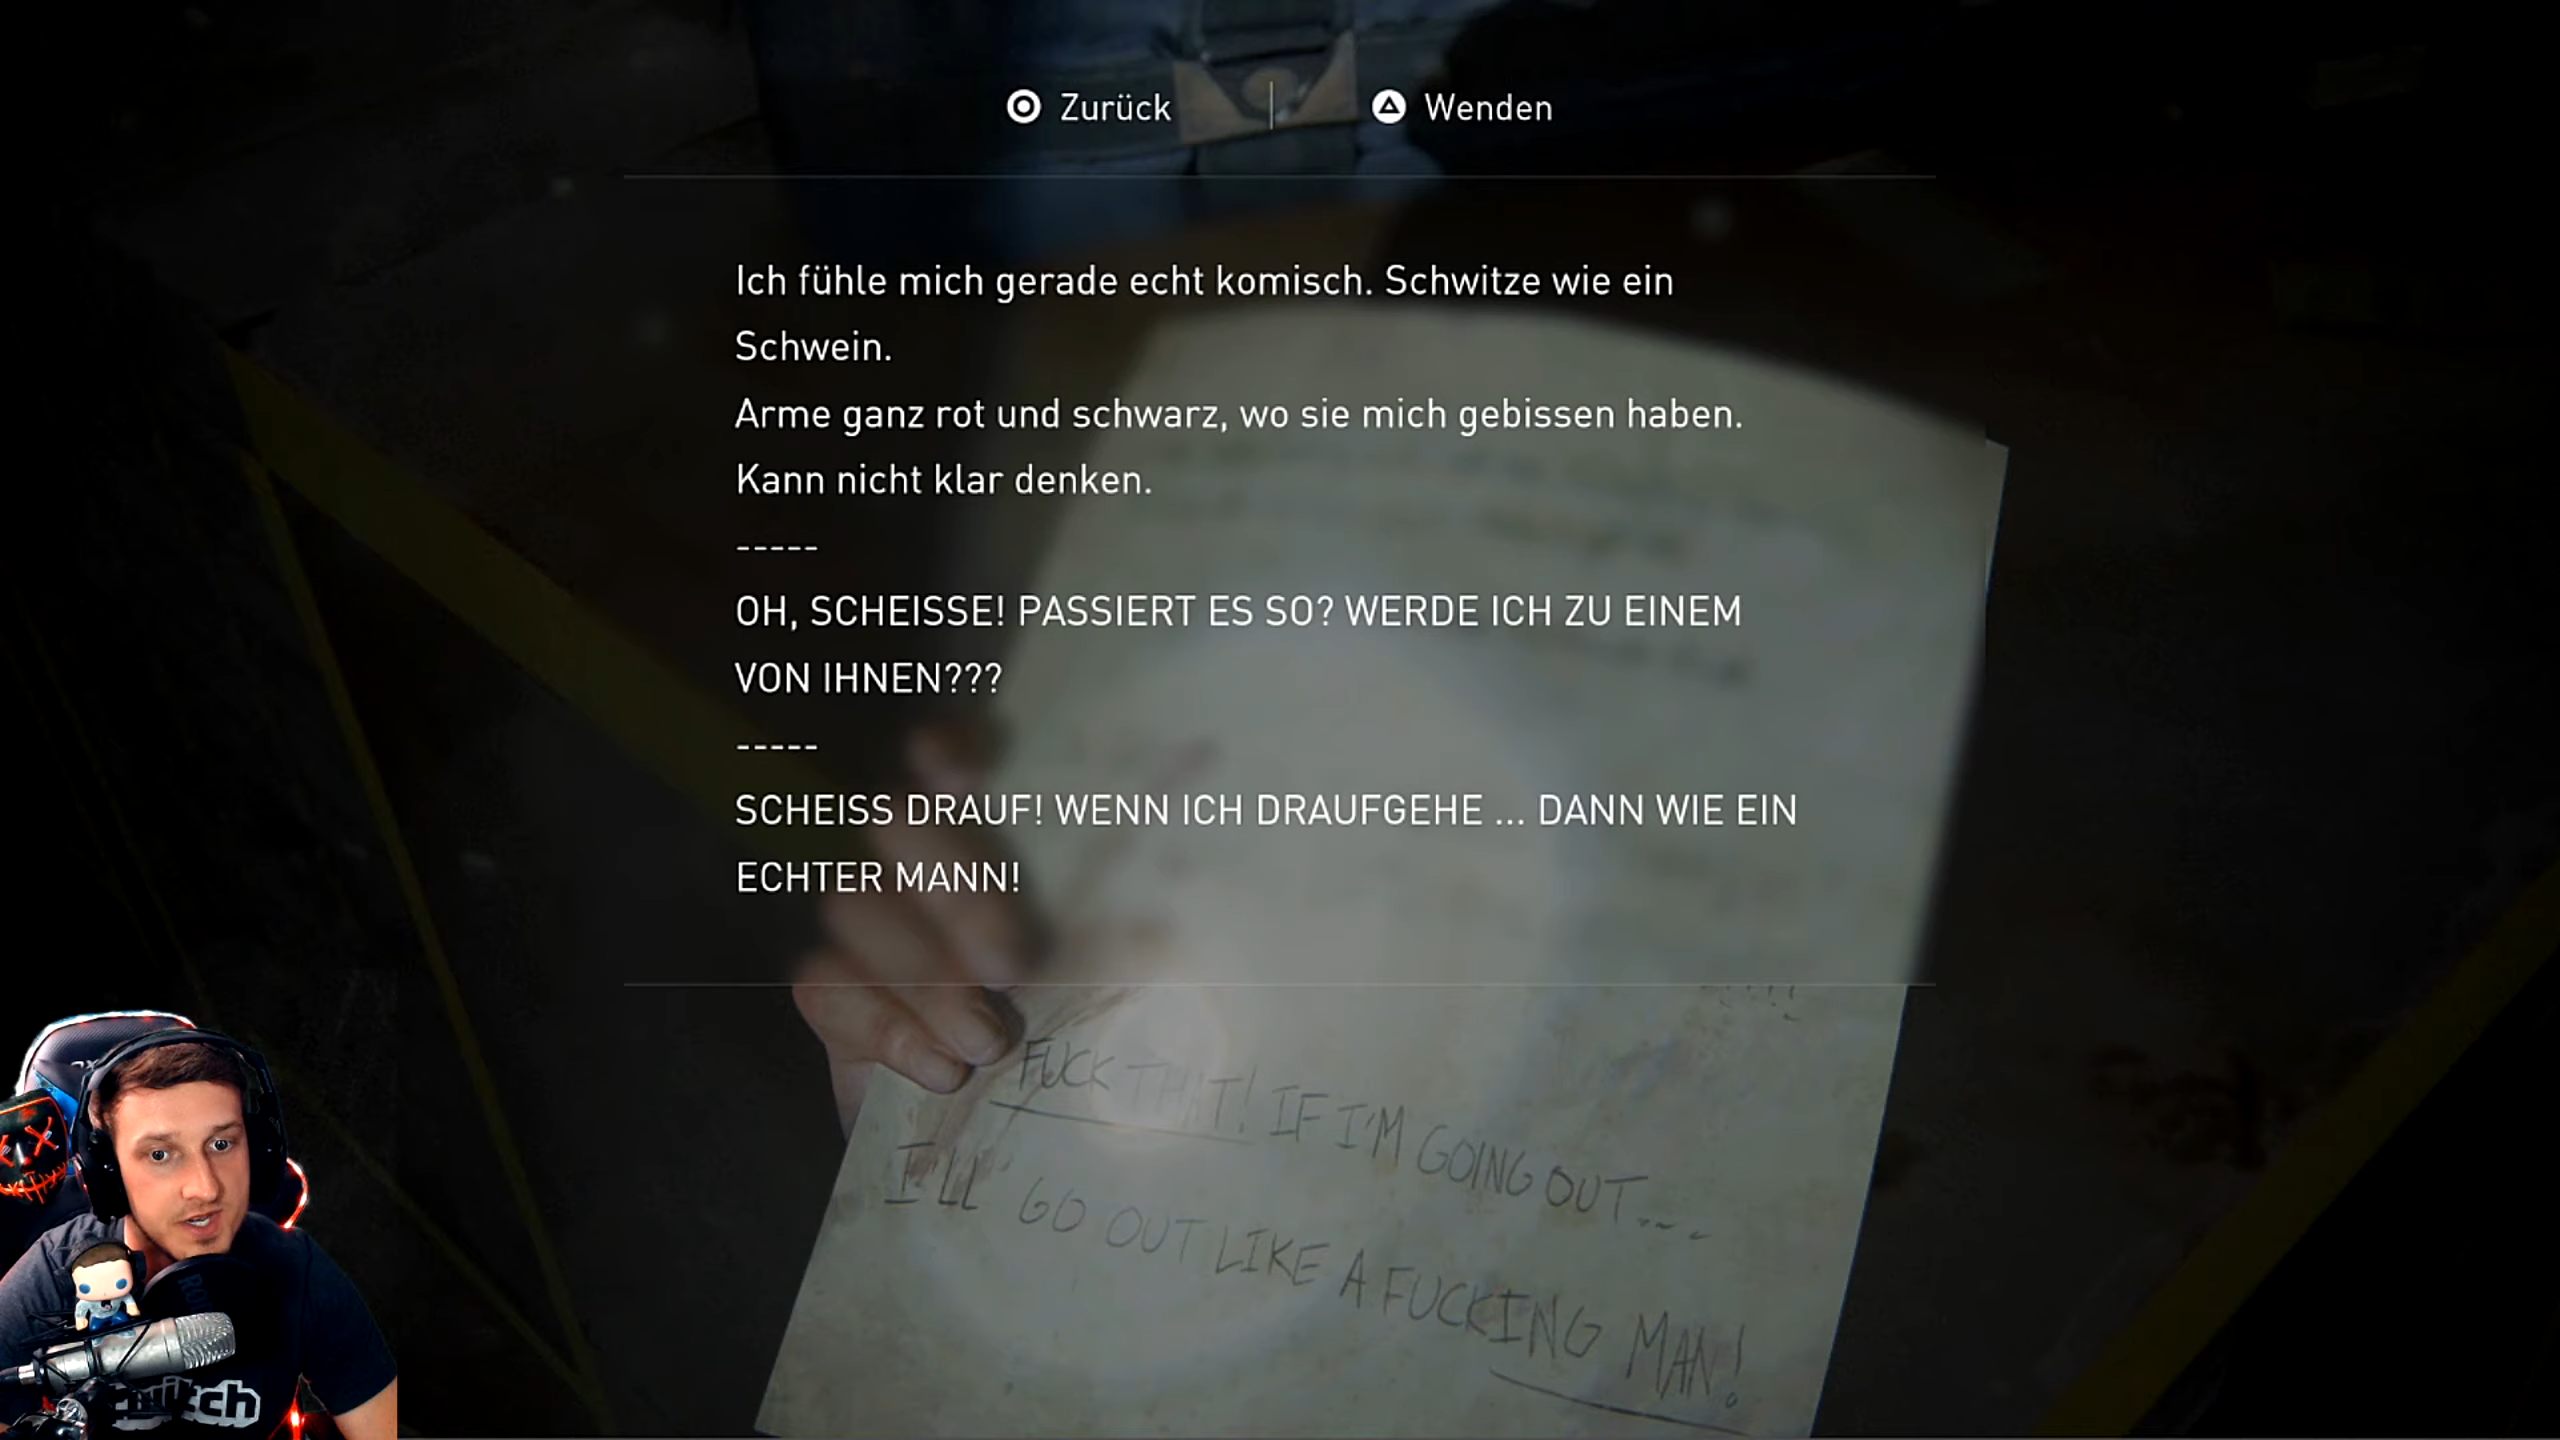 Zurück
Wenden
Ich fühle mich gerade echt komisch. Schwitze wie ein
Schwein.
Arme ganz rot und schwarz, wo sie mich gebissen haben.
Kann nicht klar denken.
-----
OH, SCHEISSE! PASSIERT ES SO? WERDE ICH ZU EINEM
VON IHNEN???
-----
SCHEISS DRAUF! WENN ICH DRAUFGEHE ... DANN WIE EIN
ECHTER MANN!
FUCK THAT! IF I'M GOING OUT....
I'LL GO OUT LIKE A FUCKING MAN!
twitch